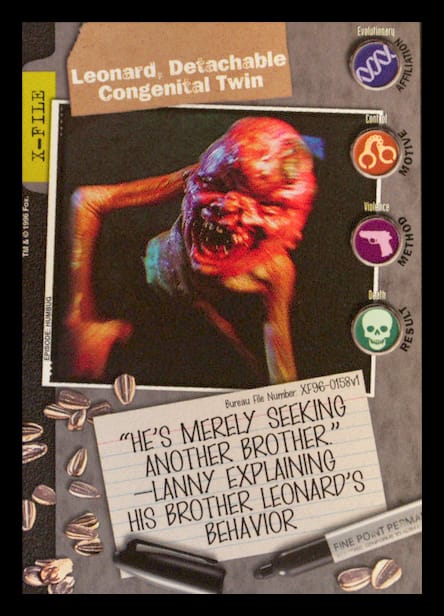 Leonard, Detachable
Congenital Twin
X-FILE
TM & © 1996 Fox.
Evolutionary
AFFILIATION
Control
MOTIVE
Violence
METHOD
Death
RESULT
EPISODE: HUMBUG
Bureau File Number: XF96-0158v1
"HE'S MERELY SEEKING
ANOTHER BROTHER."
—LANNY EXPLAINING
HIS BROTHER LEONARD'S
BEHAVIOR
FINE POINT PERMA